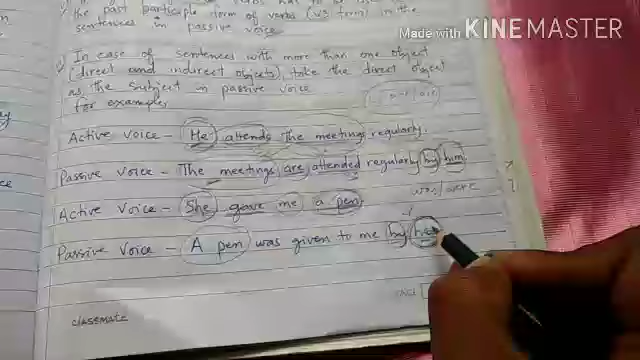 Made with KINEMASTER
the past participle form of verbs (v3 form) in the
sentences in passive voice
In case of sentences with more than one object
(direct and indirect objects), take the direct object
as the subject in passive voice
for example,
Active voice - He attends the meeting regularly.
Passive voice - The meetings are attended regularly by him.
was/were
Active voice - She gave me a pen
Passive voice - A pen was given to me by her
classmate